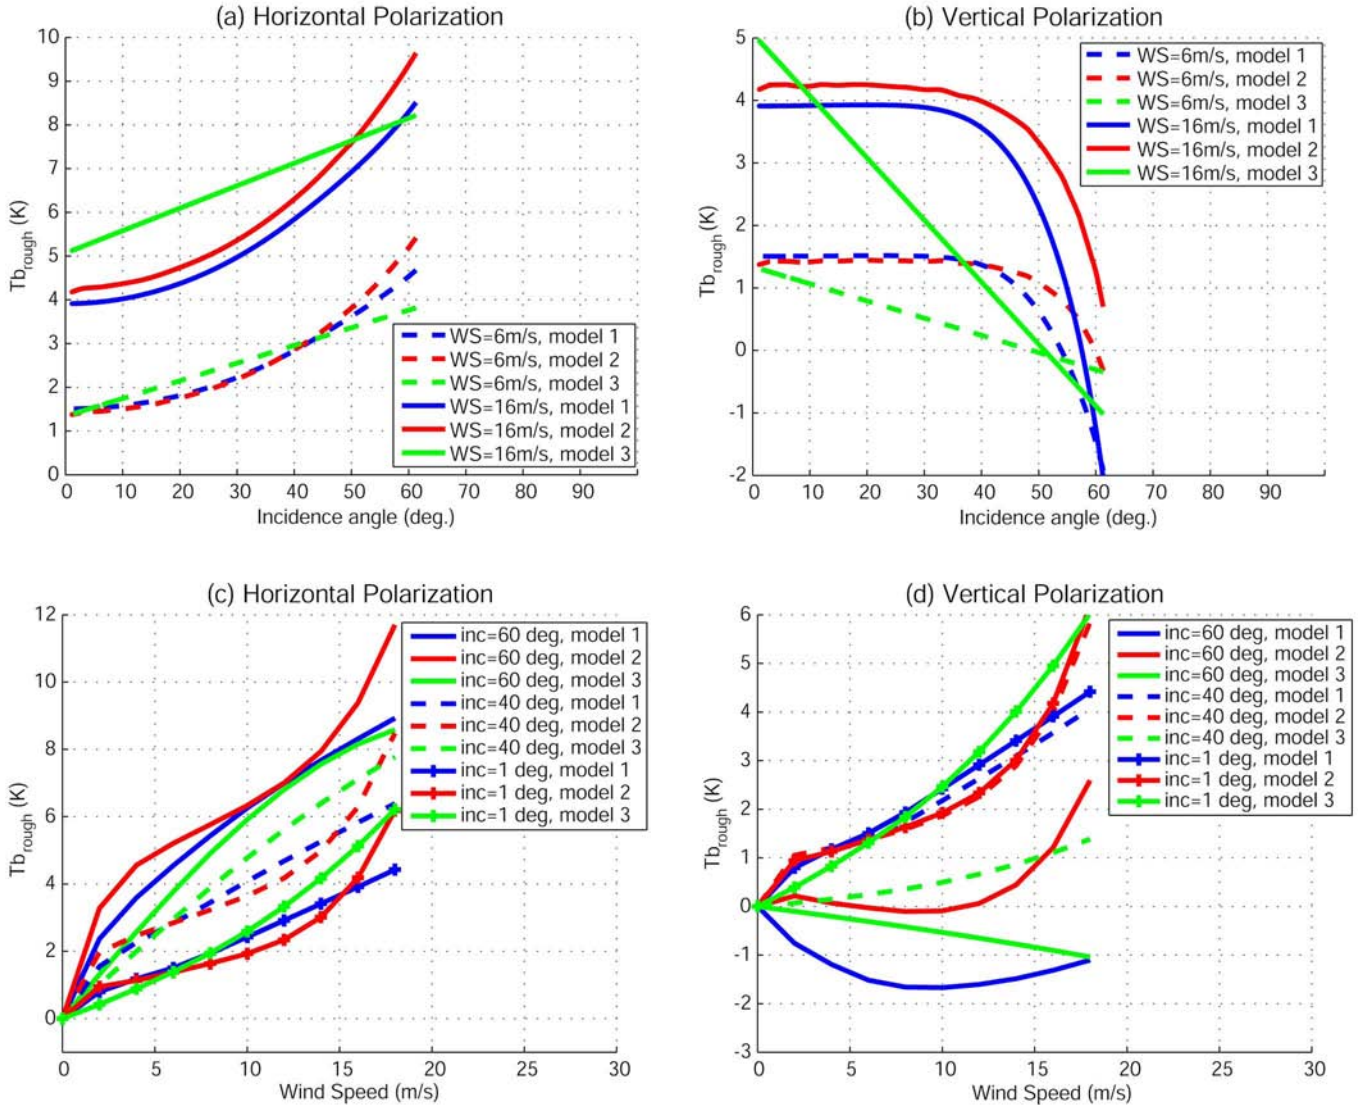 (a) Horizontal Polarization
10
9
8
7
6
5
4
3
2
1
0
Tb_rough (K)
WS=6m/s, model 1
WS=6m/s, model 2
WS=6m/s, model 3
WS=16m/s, model 1
WS=16m/s, model 2
WS=16m/s, model 3
0 10 20 30 40 50 60 70 80 90
Incidence angle (deg.)
(b) Vertical Polarization
5
4
3
2
1
0
-1
-2
Tb_rough (K)
WS=6m/s, model 1
WS=6m/s, model 2
WS=6m/s, model 3
WS=16m/s, model 1
WS=16m/s, model 2
WS=16m/s, model 3
0 10 20 30 40 50 60 70 80 90
Incidence angle (deg.)
(c) Horizontal Polarization
12
10
8
6
4
2
0
Tb_rough (K)
inc=60 deg, model 1
inc=60 deg, model 2
inc=60 deg, model 3
inc=40 deg, model 1
inc=40 deg, model 2
inc=40 deg, model 3
inc=1 deg, model 1
inc=1 deg, model 2
inc=1 deg, model 3
0 5 10 15 20 25 30
Wind Speed (m/s)
(d) Vertical Polarization
6
5
4
3
2
1
0
-1
-2
-3
Tb_rough (K)
inc=60 deg, model 1
inc=60 deg, model 2
inc=60 deg, model 3
inc=40 deg, model 1
inc=40 deg, model 2
inc=40 deg, model 3
inc=1 deg, model 1
inc=1 deg, model 2
inc=1 deg, model 3
0 5 10 15 20 25 30
Wind Speed (m/s)